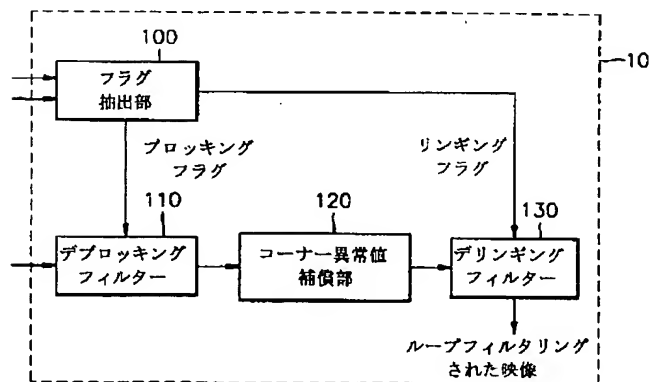 100
10
フラグ
抽出部
ブロッキング
フラグ
リンギング
フラグ
110
120
130
デブロッキング
フィルター
コーナー異常値
補償部
デリンギング
フィルター
ループフィルタリング
された映像